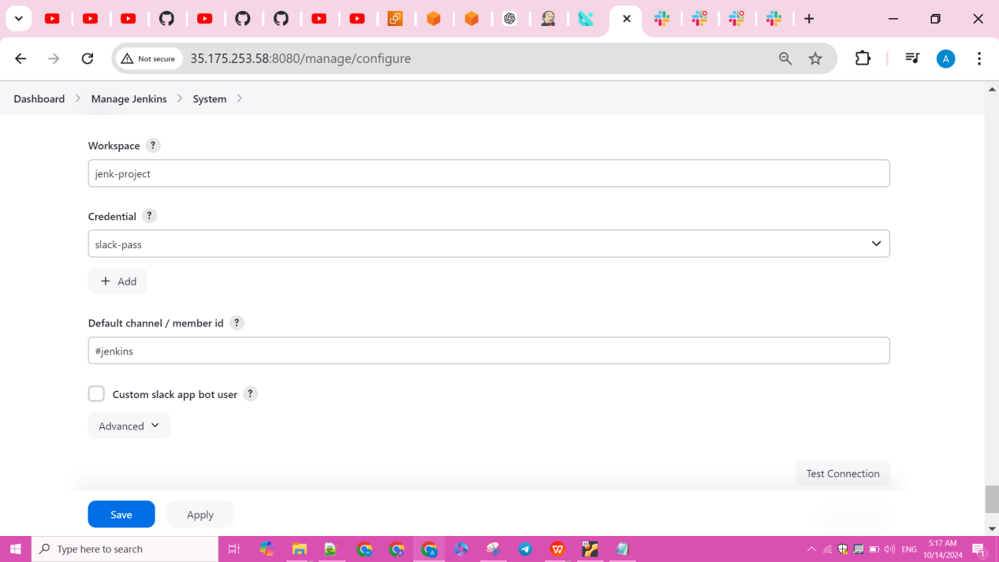 Not secure
35.175.253.58:8080/manage/configure
A
Dashboard
Manage Jenkins
System
Workspace ?
jenk-project
Credential ?
slack-pass
+ Add
Default channel / member id ?
#jenkins
Custom slack app bot user ?
Advanced
Test Connection
Save
Apply
Type here to search
ENG
5:17 AM
10/14/2024
1